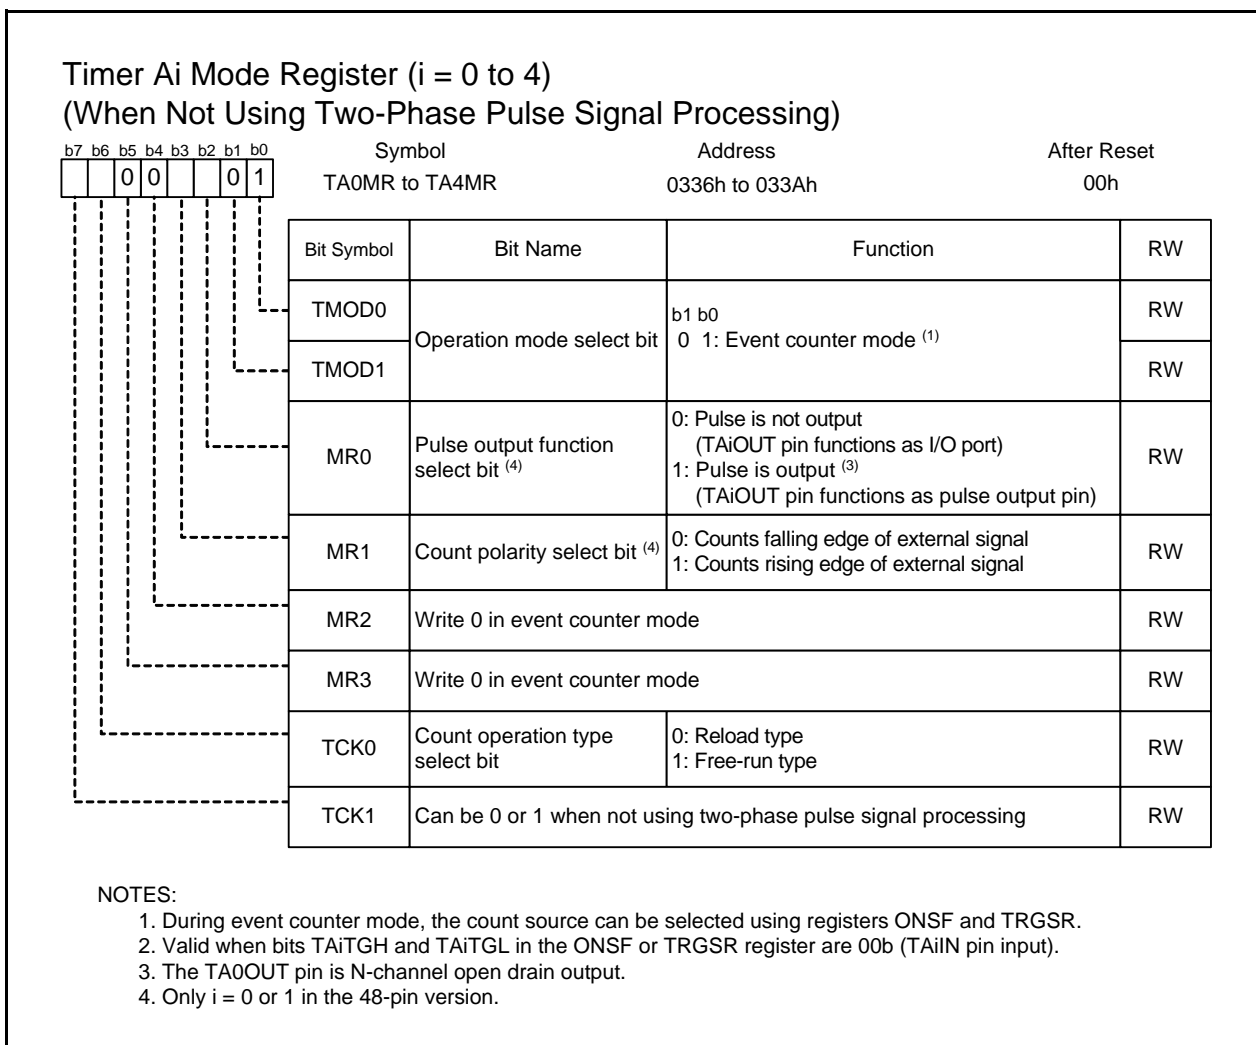 Timer Ai Mode Register (i = 0 to 4)
(When Not Using Two-Phase Pulse Signal Processing)
b7 b6 b5 b4 b3 b2 b1 b0
Symbol Address After Reset
0 0 0 1
TA0MR to TA4MR 0336h to 033Ah 00h
Bit Symbol Bit Name Function RW
TMOD0 RW
Operation mode select bit
b1 b0
0 1: Event counter mode (1)
TMOD1 RW
MR0
Pulse output function
select bit (4)
0: Pulse is not output
(TAiOUT pin functions as I/O port)
1: Pulse is output (3)
(TAiOUT pin functions as pulse output pin)
RW
MR1
Count polarity select bit (4)
0: Counts falling edge of external signal
1: Counts rising edge of external signal
RW
MR2 Write 0 in event counter mode RW
MR3 Write 0 in event counter mode RW
TCK0
Count operation type
select bit
0: Reload type
1: Free-run type
RW
TCK1 Can be 0 or 1 when not using two-phase pulse signal processing RW
NOTES:
1. During event counter mode, the count source can be selected using registers ONSF and TRGSR.
2. Valid when bits TAiTGH and TAiTGL in the ONSF or TRGSR register are 00b (TAiIN pin input).
3. The TA0OUT pin is N-channel open drain output.
4. Only i = 0 or 1 in the 48-pin version.